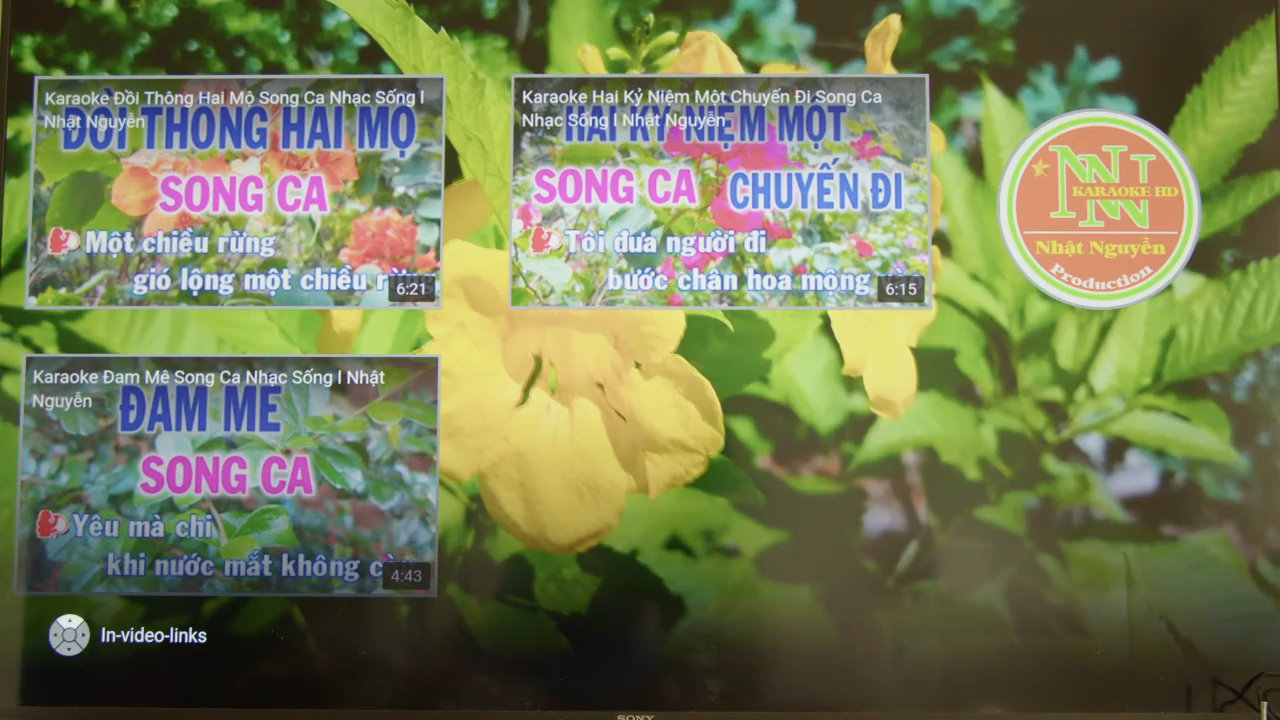 Karaoke Đồi Thông Hai Mộ Song Ca Nhạc Sống l
Nhật Nguyễn
ĐỒI THÔNG HAI MỘ
SONG CA
Một chiều rừng
gió lộng một chiều
6:21
Karaoke Hai Kỷ Niệm Một Chuyến Đi Song Ca
Nhạc Sống l Nhật Nguyễn
HAI KỶ NIỆM MỘT
SONG CA CHUYẾN ĐI
Tôi đưa người đi
bước chân hoa mộng
6:15
NN
KARAOKE HD
Nhật Nguyễn
Production
Karaoke Đam Mê Song Ca Nhạc Sống l Nhật
Nguyễn
ĐAM MÊ
SONG CA
Yêu mà chi
khi nước mắt không
4:43
In-video-links
SONY